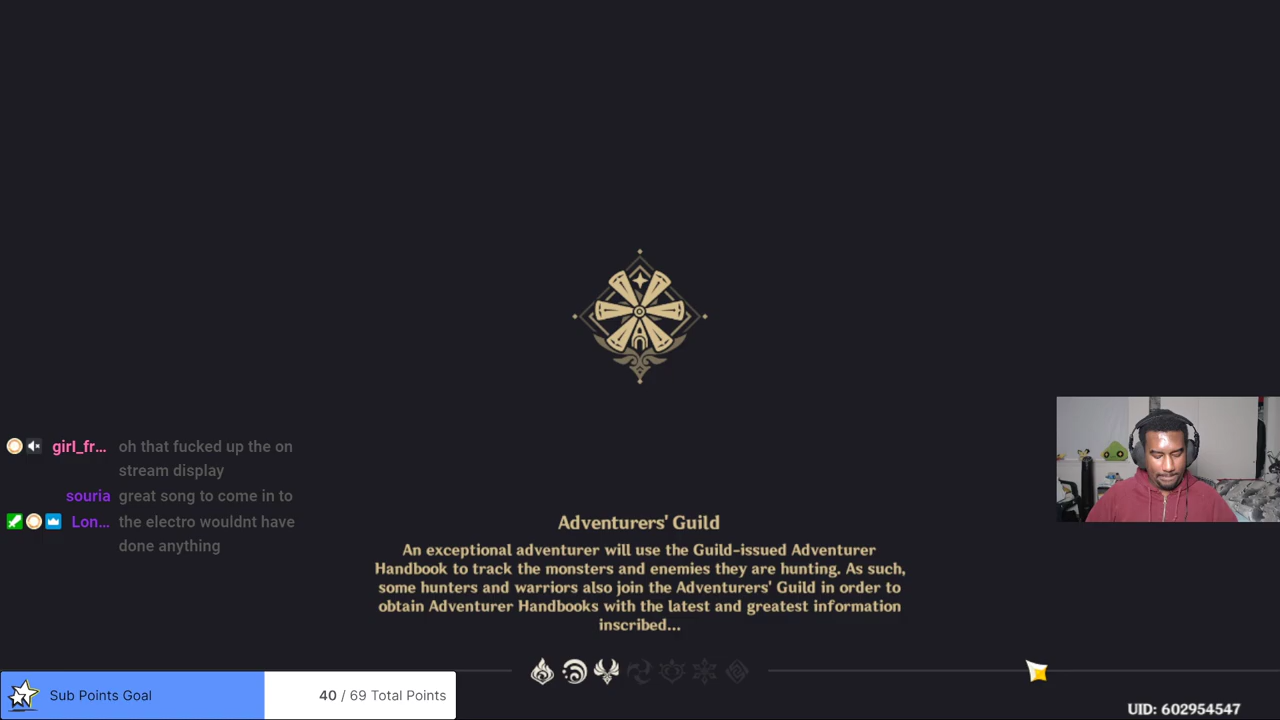 girl_fr... oh that fucked up the on
stream display
souria great song to come in to
Lon... the electro wouldnt have
done anything
Adventurers' Guild
An exceptional adventurer will use the Guild-issued Adventurer
Handbook to track the monsters and enemies they are hunting. As such,
some hunters and warriors also join the Adventurers' Guild in order to
obtain Adventurer Handbooks with the latest and greatest information
inscribed...
Sub Points Goal 40 / 69 Total Points
UID: 602954547